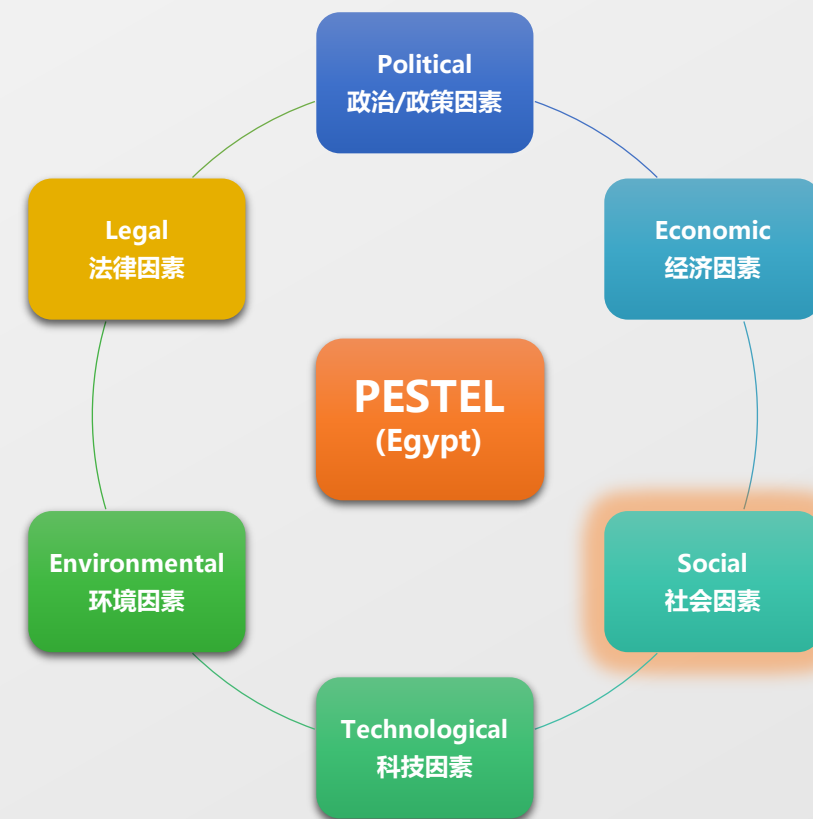 Political
政治/政策因素
Legal
法律因素
Economic
经济因素
PESTEL
(Egypt)
Environmental
环境因素
Social
社会因素
Technological
科技因素